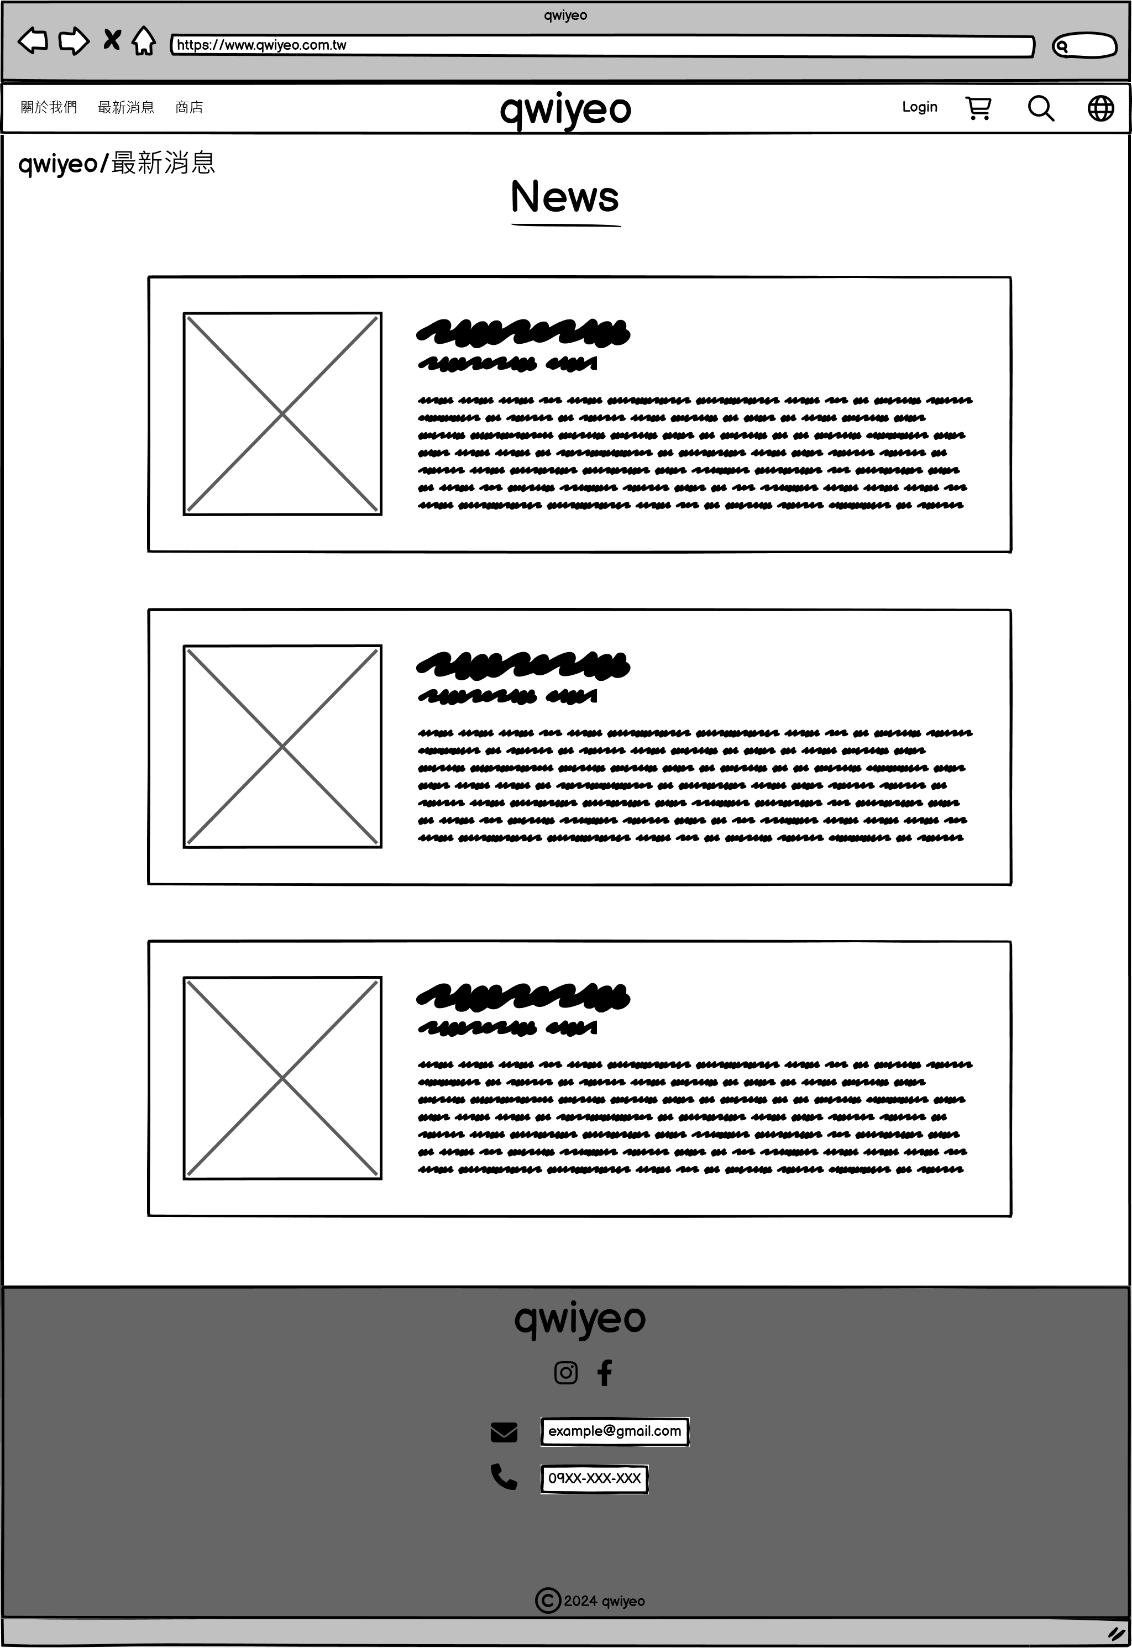 qwiyeo
https://www.qwiyeo.com.tw
關於我們 最新消息 商店 qwiyeo Login
qwiyeo/最新消息
News
qwiyeo
example@gmail.com
09XX-XXX-XXX
©2024 qwiyeo